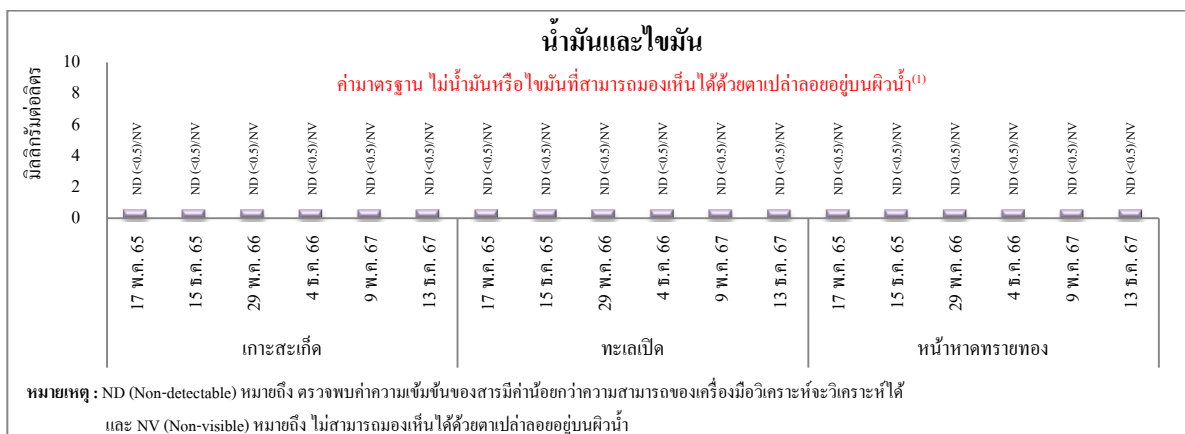 น้ำมันและไขมัน
ค่ามาตรฐาน ไม่น้ำมันหรือไขมันที่สามารถมองเห็นได้ด้วยตาเปล่าลอยอยู่บนผิวน้ำ(1)
มิลลิกรัมต่อลิตร
10
8
6
4
2
0
ND (<0.5)/NV ND (<0.5)/NV ND (<0.5)/NV ND (<0.5)/NV ND (<0.5)/NV ND (<0.5)/NV ND (<0.5)/NV ND (<0.5)/NV ND (<0.5)/NV ND (<0.5)/NV ND (<0.5)/NV ND (<0.5)/NV ND (<0.5)/NV ND (<0.5)/NV ND (<0.5)/NV ND (<0.5)/NV ND (<0.5)/NV ND (<0.5)/NV
17 พ.ค. 65 15 ธ.ค. 65 29 พ.ค. 66 4 ธ.ค. 66 9 พ.ค. 67 13 ธ.ค. 67 17 พ.ค. 65 15 ธ.ค. 65 29 พ.ค. 66 4 ธ.ค. 66 9 พ.ค. 67 13 ธ.ค. 67 17 พ.ค. 65 15 ธ.ค. 65 29 พ.ค. 66 4 ธ.ค. 66 9 พ.ค. 67 13 ธ.ค. 67
เกาะสะเก็ด ทะเลเปิด หน้าหาดทรายทอง
หมายเหตุ : ND (Non-detectable) หมายถึง ตรวจพบค่าความเข้มข้นของสารมีค่าน้อยกว่าความสามารถของเครื่องมือวิเคราะห์จะวิเคราะห์ได้
และ NV (Non-visible) หมายถึง ไม่สามารถมองเห็นได้ด้วยตาเปล่าลอยอยู่บนผิวน้ำ